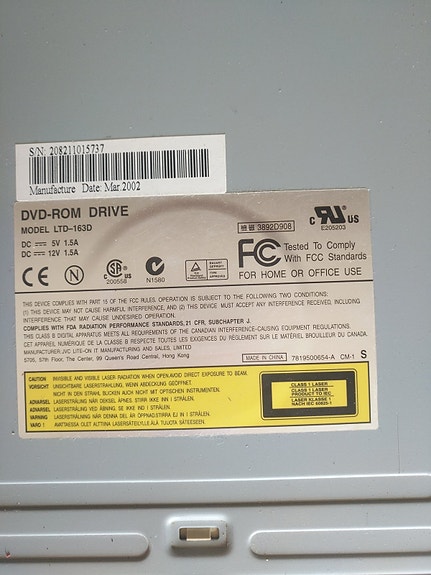 S/N: 208211015737
Manufacture Date: Mar.2002
DVD-ROM DRIVE
MODEL LTD-163D
DC 5V 1.5A
DC 12V 1.5A
CE
N
SA
200558
N1580
檢磁 3892D908
FC Tested To Comply
With FCC Standards
FOR HOME OR OFFICE USE
c RU US
E205203
THIS DEVICE COMPLIES WITH PART 15 OF THE FCC RULES. OPERATION IS SUBJECT TO THE FOLLOWING TWO CONDITIONS:
(1) THIS DEVICE MAY NOT CAUSE HARMFUL INTERFERENCE, AND (2) THIS DEVICE MUST ACCEPT ANY INTERFERENCE RECEIVED, INCLUDING
INTERFERENCE THAT MAY CAUSE UNDESIRED OPERATION.
COMPLIES WITH FDA RADIATION PERFORMANCE STANDARDS, 21 CFR, SUBCHAPTER J.
THIS CLASS B DIGITAL APPARATUS MEETS ALL REQUIREMENTS OF THE CANADIAN INTERFERENCE-CAUSING EQUIPMENT REGULATIONS.
CET APPAREIL NUMERIQUE DE LA CLASSE B RESPECTE TOUTES LES EXIGENCES DU REGLEMENT SUR LE MATERIEL BROUILLEUR DU CANADA.
MANUFACTURER:JVC LITE-ON IT MANUFACTURING AND SALES, LIMITED
5705, 57th Floor, The Center, 99 Queen's Road Central, Hong Kong
MADE IN CHINA 7819500654-A CM-1 S
CAUTION INVISIBLE AND VISIBLE LASER RADIATION WHEN OPEN.AVOID DIRECT EXPOSURE TO BEAM.
VORSICHT UNSICHTBARE LASERSTRAHLUNG, WENN ABDECKUNG GEÖFFNET.
NICHT IN DEN STRAHL BLICKEN AUCH NICHT MIT OPTISCHEN INSTRUMENTEN.
ADVARSEL LASERSTRÅLING NÅR DEKSEL ÅPNES, STIRR IKKE INN I STRÅLEN.
ADVARSEL LASERSTRÅLING VED ÅBNING. SE IKKE IND I STRÅLEN.
VARNING LASERSTRÅLNING NÄR DENNA DEL ÄR ÖPPNAD.STIRRA EJ IN I STRÅLEN.
VARO! AVATTAESSA OLET ALTTIINA LASERSÄTEILYLLE.ÄLÄ TUIJOTA SÄTEESEEN.
CLASS 1 LASER
CLASS 1 LASER
PRODUCT TO IEC
LASER KLASSE 1
NACH IEC 60825-1